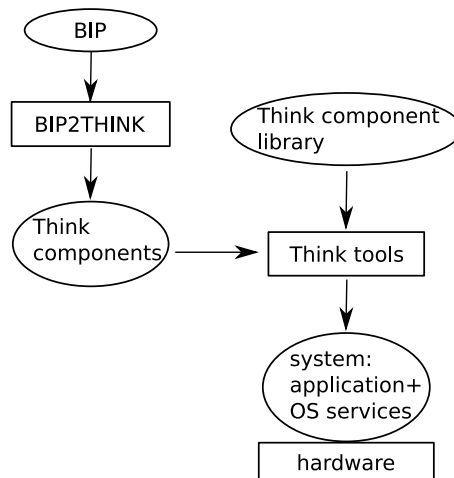 BIP
BIP2THINK
Think component
library
Think
components
Think tools
system:
application+
OS services
hardware